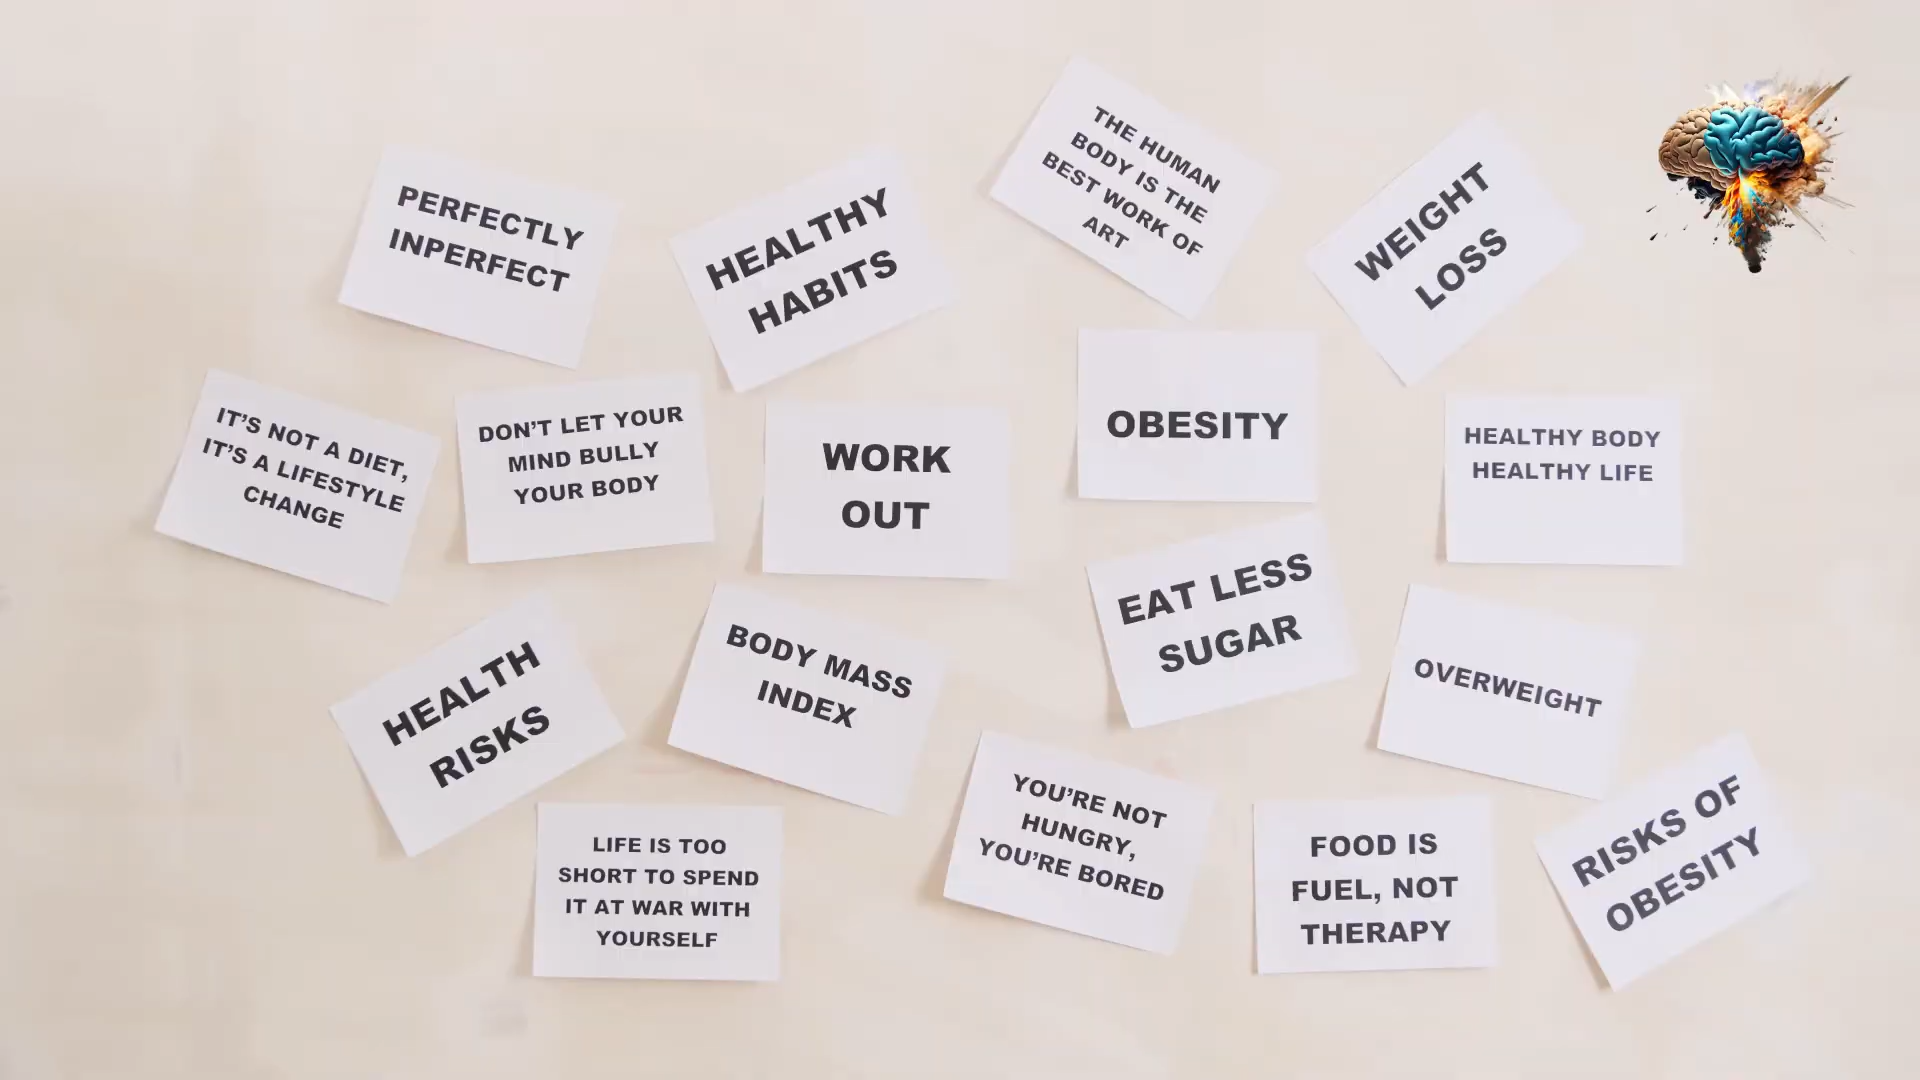 PERFECTLY
INPERFECT
HEALTHY
HABITS
THE HUMAN
BODY IS THE
BEST WORK OF
ART
WEIGHT
LOSS
IT'S NOT A DIET,
IT'S A LIFESTYLE
CHANGE
DON'T LET YOUR
MIND BULLY
YOUR BODY
WORK
OUT
OBESITY
HEALTHY BODY
HEALTHY LIFE
HEALTH
RISKS
BODY MASS
INDEX
EAT LESS
SUGAR
OVERWEIGHT
LIFE IS TOO
SHORT TO SPEND
IT AT WAR WITH
YOURSELF
YOU'RE NOT
HUNGRY,
YOU'RE BORED
FOOD IS
FUEL, NOT
THERAPY
RISKS OF
OBESITY